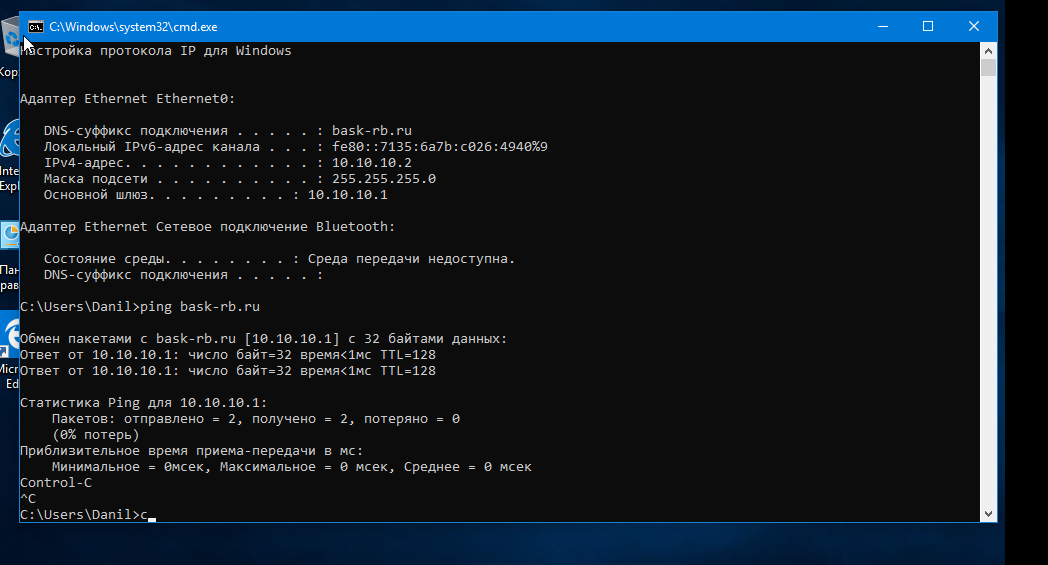 C:\Windows\system32\cmd.exe
Настройка протокола IP для Windows
Адаптер Ethernet Ethernet0:
DNS-суффикс подключения . . . . . : bask-rb.ru
Локальный IPv6-адрес канала . . . : fe80::7135:6a7b:c026:4940%9
IPv4-адрес. . . . . . . . . . . . : 10.10.10.2
Маска подсети . . . . . . . . . . : 255.255.255.0
Основной шлюз. . . . . . . . . : 10.10.10.1
Адаптер Ethernet Сетевое подключение Bluetooth:
Состояние среды. . . . . . . . : Среда передачи недоступна.
DNS-суффикс подключения . . . . . :
C:\Users\Danil>ping bask-rb.ru
Обмен пакетами с bask-rb.ru [10.10.10.1] с 32 байтами данных:
Ответ от 10.10.10.1: число байт=32 время<1мс TTL=128
Ответ от 10.10.10.1: число байт=32 время<1мс TTL=128
Статистика Ping для 10.10.10.1:
Пакетов: отправлено = 2, получено = 2, потеряно = 0
(0% потерь)
Приблизительное время приема-передачи в мс:
Минимальное = 0мсек, Максимальное = 0 мсек, Среднее = 0 мсек
Control-C
^C
C:\Users\Danil>c
Кор
Inte
Expl
Пан
рав
Micr
Ed